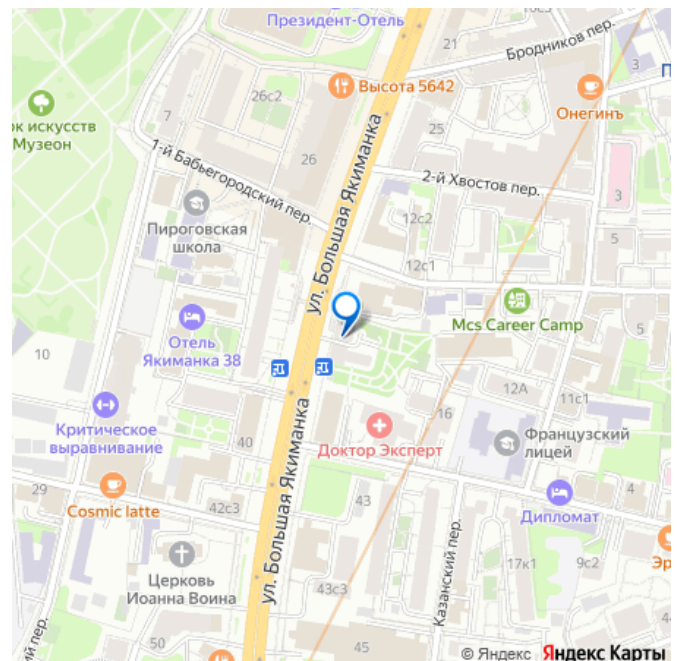 Президент-Отель
Бродников пер.
21
3
26с2
Высота 5642
Онегинъ
7
25
ок искусств
Музеон
1-й Бабьегородский пер.
26
ул. Большая Якиманка
2-й Хвостов пер.
3
Пироговская
школа
12с2
5
12с1
Mcs Career Camp
Отель
Якиманка 38
5
10
12А
11с1
16
Критическое
выравнивание
40
Доктор Эксперт
Французский
лицей
ул. Большая Якиманка
29
Cosmic latte
42с3
43
Дипломат
4
Церковь
Иоанна Воина
Казанский пер.
17к1
9с2
Эр
43с3
пер.
50
45
© Яндекс Яндекс Карты